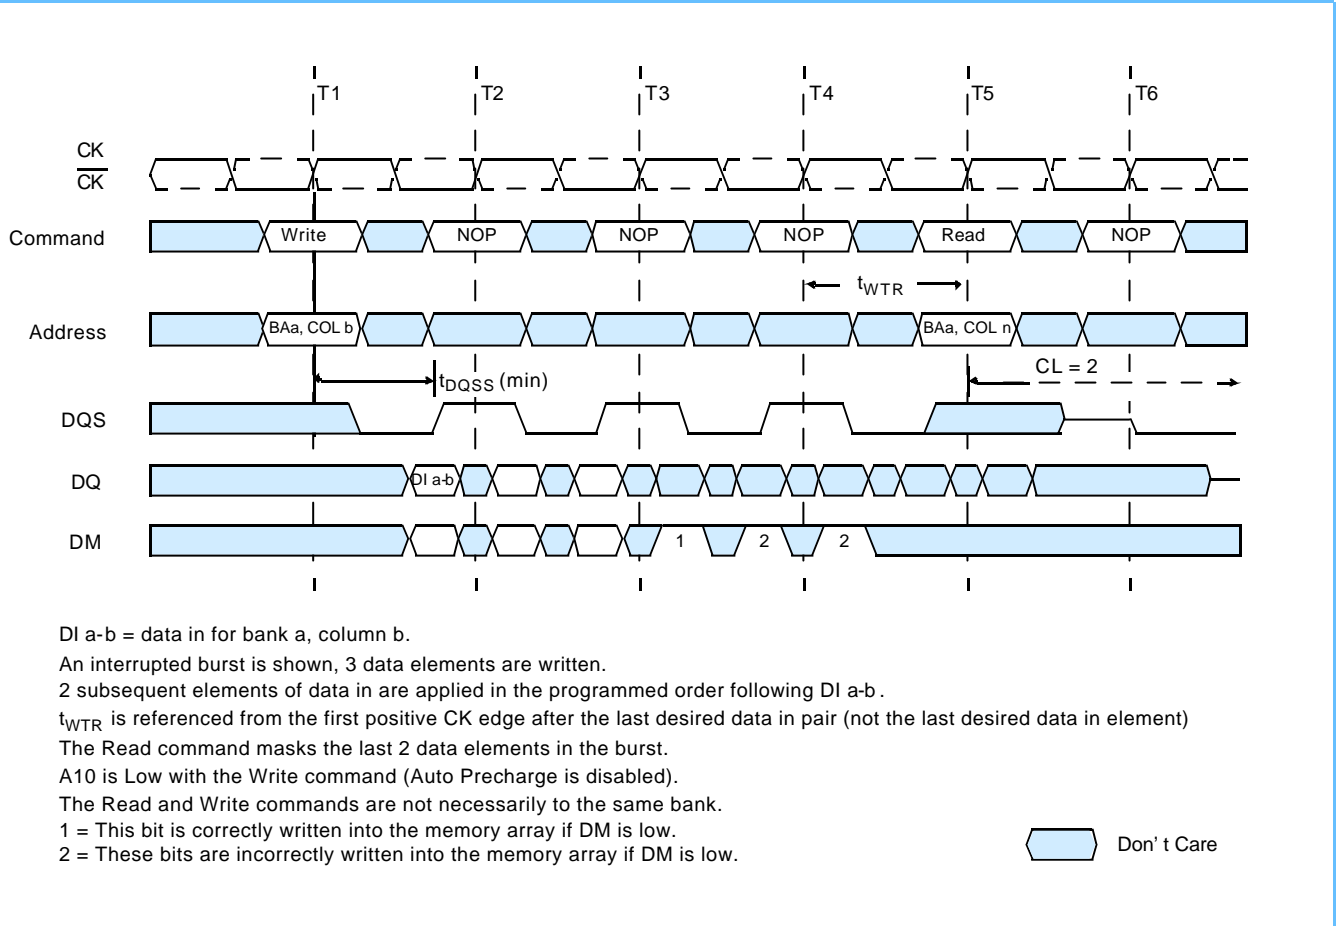 T1 T2 T3 T4 T5 T6
CK
CK
Command Write NOP NOP NOP Read NOP
tWTR
Address BAa, COL b BAa, COL n
tDQSS (min) CL = 2
DQS
DQ DI a-b
DM 1 2 2
DI a-b = data in for bank a, column b.
An interrupted burst is shown, 3 data elements are written.
2 subsequent elements of data in are applied in the programmed order following DI a-b.
tWTR is referenced from the first positive CK edge after the last desired data in pair (not the last desired data in element)
The Read command masks the last 2 data elements in the burst.
A10 is Low with the Write command (Auto Precharge is disabled).
The Read and Write commands are not necessarily to the same bank.
1 = This bit is correctly written into the memory array if DM is low.
2 = These bits are incorrectly written into the memory array if DM is low.
Don' t Care